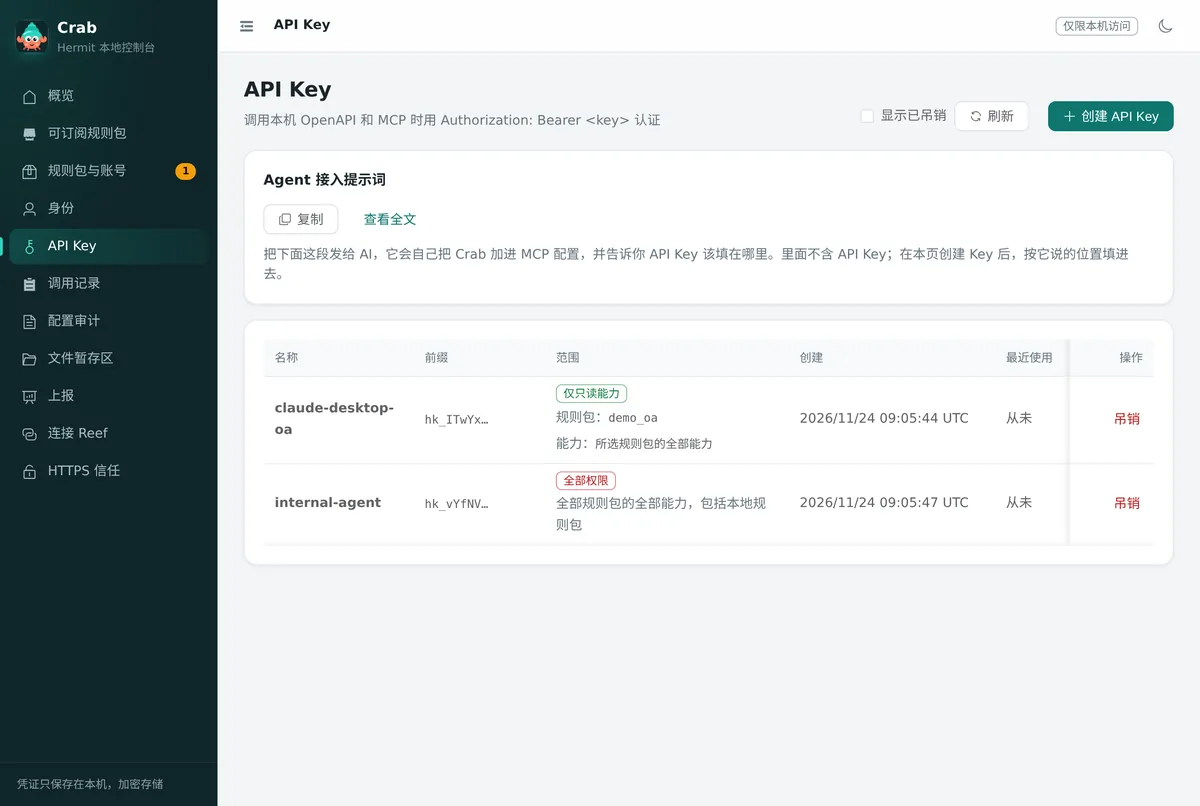 Crab
Hermit 本地控制台
概览
可订阅规则包
规则包与账号
1
身份
API Key
调用记录
配置审计
文件暂存区
上报
连接 Reef
HTTPS 信任
凭证只保存在本机，加密存储
API Key
仅限本机访问
API Key
调用本机 OpenAPI 和 MCP 时用 Authorization: Bearer <key> 认证
显示已吊销
刷新
创建 API Key
Agent 接入提示词
复制
查看全文
把下面这段发给 AI，它会自己把 Crab 加进 MCP 配置，并告诉你 API Key 该填在哪里。里面不含 API Key；在本页创建 Key 后，按它说的位置填进
去。
名称 前缀 范围 创建 最近使用 操作
claude-desktop-
oa
hk_ITwYx…
仅只读能力
规则包：demo_oa
能力：所选规则包的全部能力
2026/11/24 09:05:44 UTC
从未
吊销
internal-agent
hk_vYfNV…
全部权限
全部规则包的全部能力，包括本地规
则包
2026/11/24 09:05:47 UTC
从未
吊销